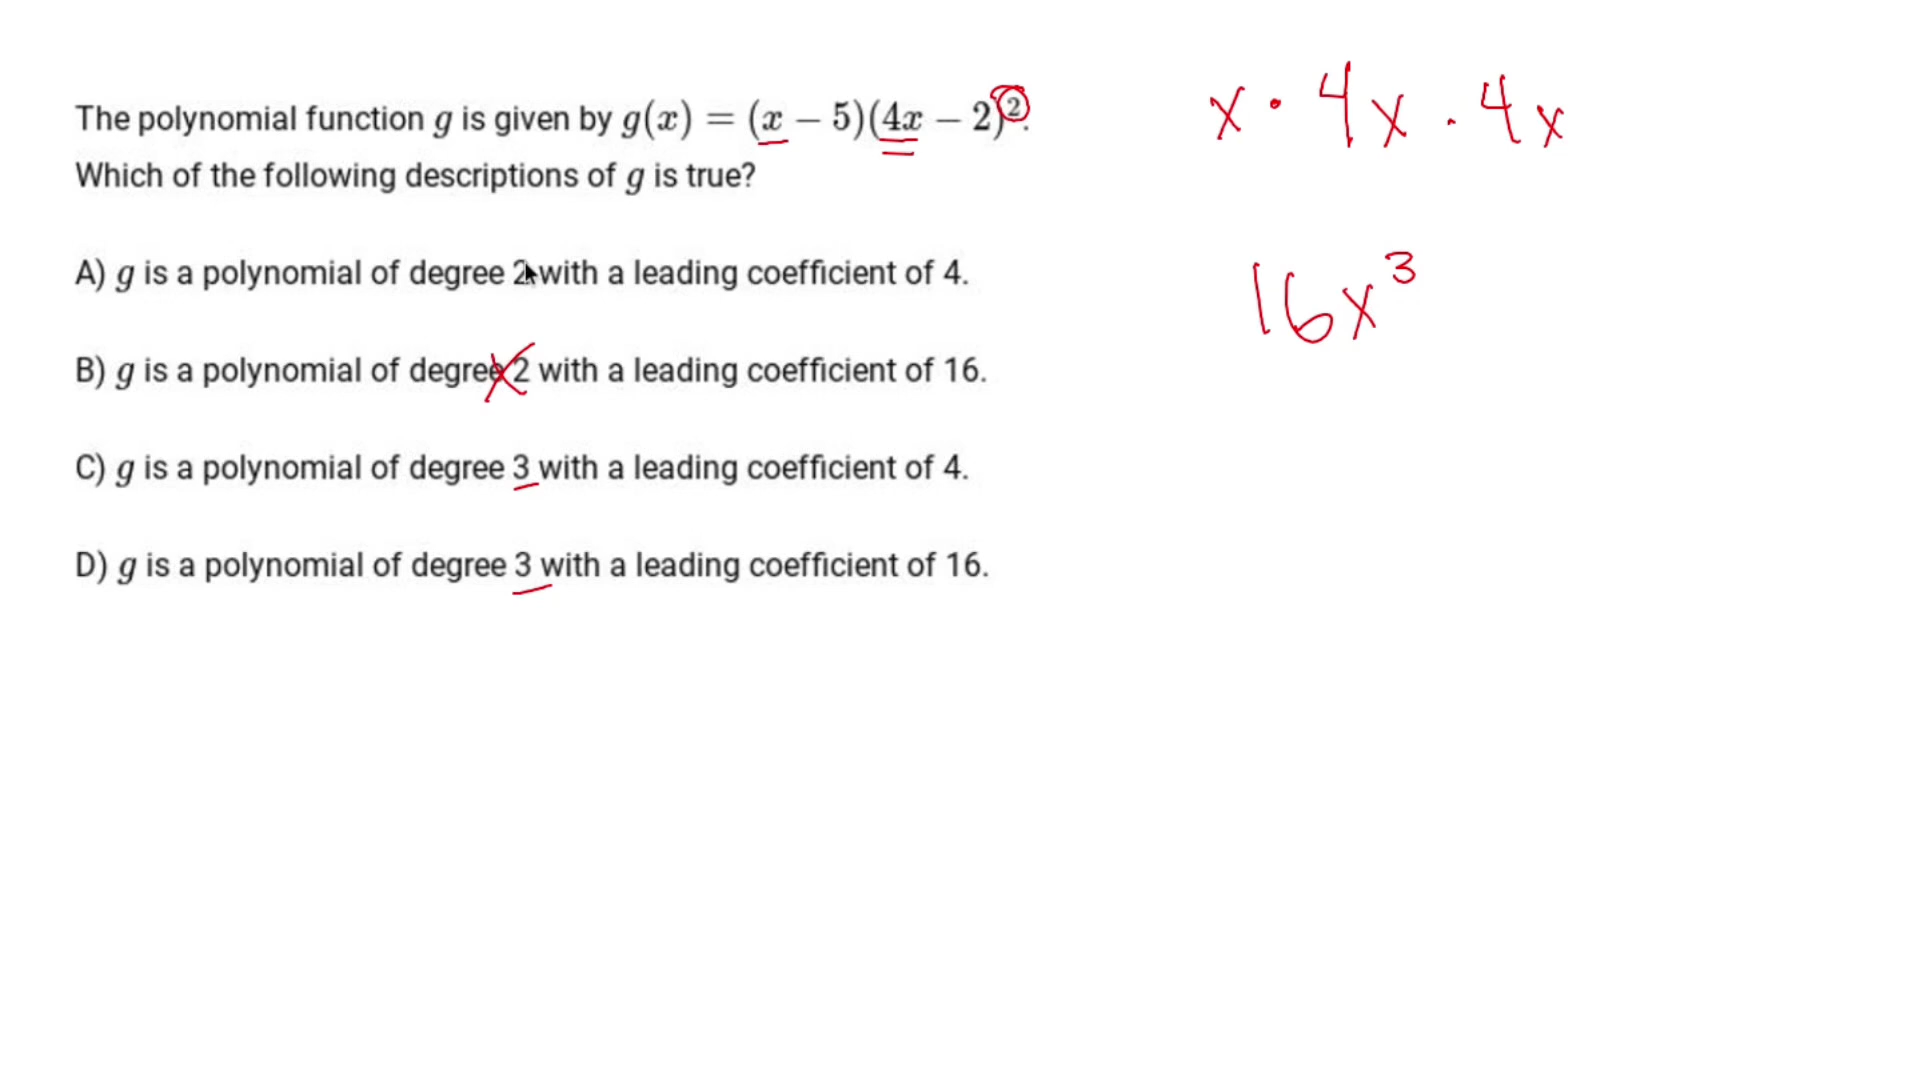 The polynomial function g is given by g(x) = (x − 5)(4x − 2)².
Which of the following descriptions of g is true?
A) g is a polynomial of degree 2 with a leading coefficient of 4.
B) g is a polynomial of degree 2 with a leading coefficient of 16.
C) g is a polynomial of degree 3 with a leading coefficient of 4.
D) g is a polynomial of degree 3 with a leading coefficient of 16.
x · 4x · 4x
16x³